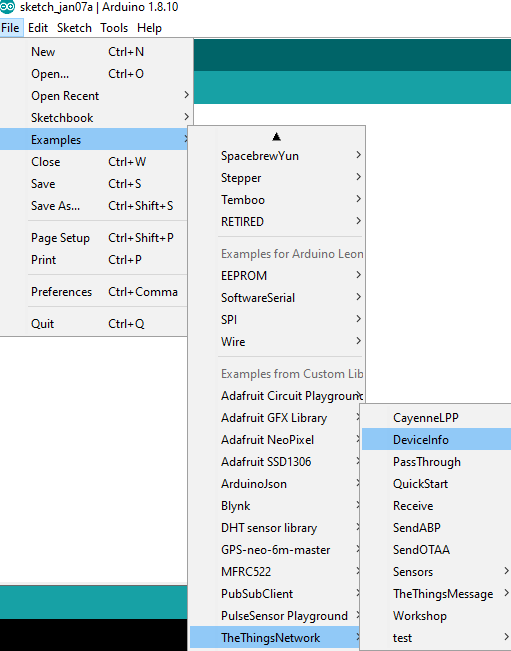 sketch_jan07a | Arduino 1.8.10
File Edit Sketch Tools Help
New Ctrl+N
Open... Ctrl+O
Open Recent
Sketchbook
Examples
Close Ctrl+W
Save Ctrl+S
Save As... Ctrl+Shift+S
Page Setup Ctrl+Shift+P
Print Ctrl+P
Preferences Ctrl+Comma
Quit Ctrl+Q
SpacebrewYun
Stepper
Temboo
RETIRED
Examples for Arduino Leon
EEPROM
SoftwareSerial
SPI
Wire
Examples from Custom Lib
Adafruit Circuit Playground
Adafruit GFX Library
Adafruit NeoPixel
Adafruit SSD1306
ArduinoJson
Blynk
DHT sensor library
GPS-neo-6m-master
MFRC522
PubSubClient
PulseSensor Playground
TheThingsNetwork
CayenneLPP
DeviceInfo
PassThrough
QuickStart
Receive
SendABP
SendOTAA
Sensors
TheThingsMessage
Workshop
test